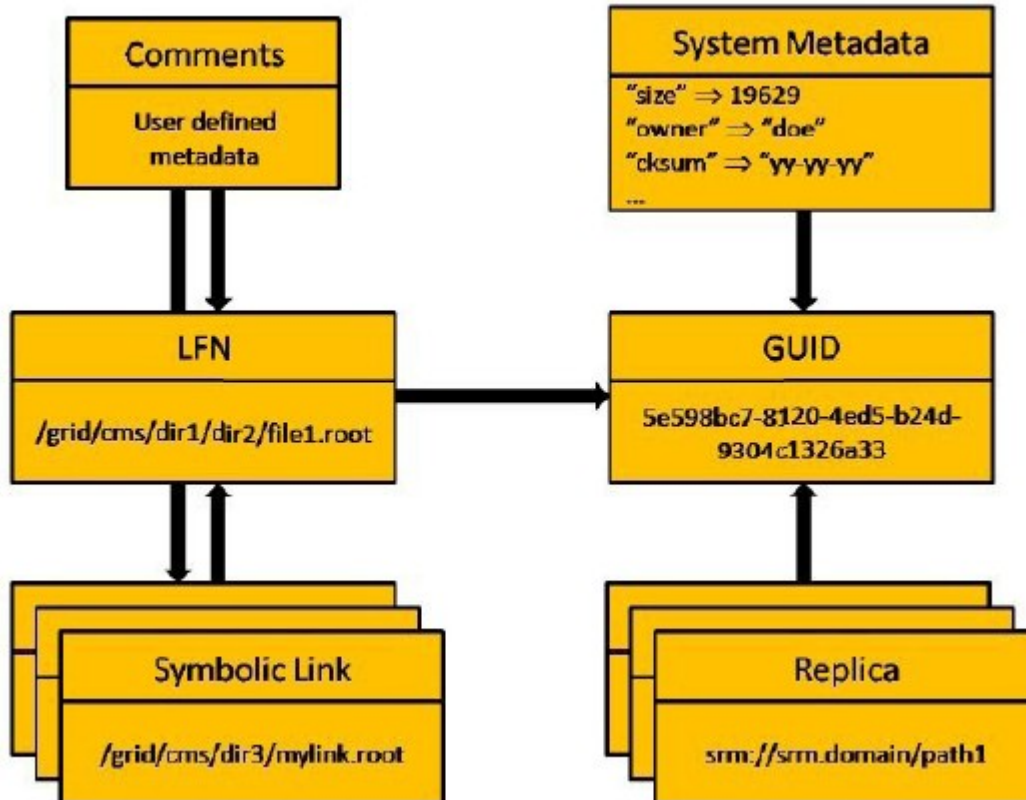 Comments
User defined
metadata
System Metadata
"size" ⇒ 19629
"owner" ⇒ "doe"
"cksum" ⇒ "yy-yy-yy"
...
LFN
/grid/cms/dir1/dir2/file1.root
GUID
5e598bc7-8120-4ed5-b24d-
9304c1326a33
Symbolic Link
/grid/cms/dir3/mylink.root
Replica
srm://srm.domain/path1